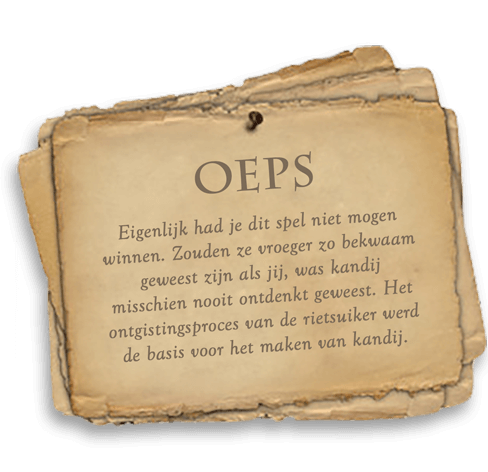 OEPS
Eigenlijk had je dit spel niet mogen
winnen. Zouden ze vroeger zo bekwaam
geweest zijn als jij, was kandij
misschien nooit ontdenkt geweest. Het
ontgistingsproces van de rietsuiker werd
de basis voor het maken van kandij.